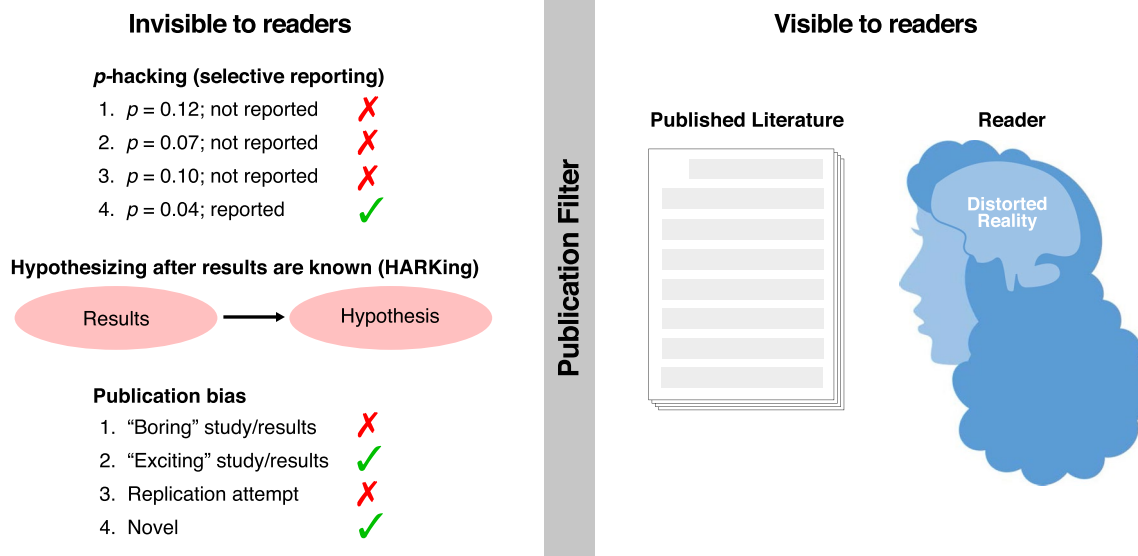 Invisible to readers
p-hacking (selective reporting)
1. p = 0.12; not reported ✗
2. p = 0.07; not reported ✗
3. p = 0.10; not reported ✗
4. p = 0.04; reported ✓
Hypothesizing after results are known (HARKing)
Results
Hypothesis
Publication bias
1. “Boring” study/results ✗
2. “Exciting” study/results ✓
3. Replication attempt ✗
4. Novel ✓
Publication Filter
Visible to readers
Published Literature
Reader
Distorted
Reality